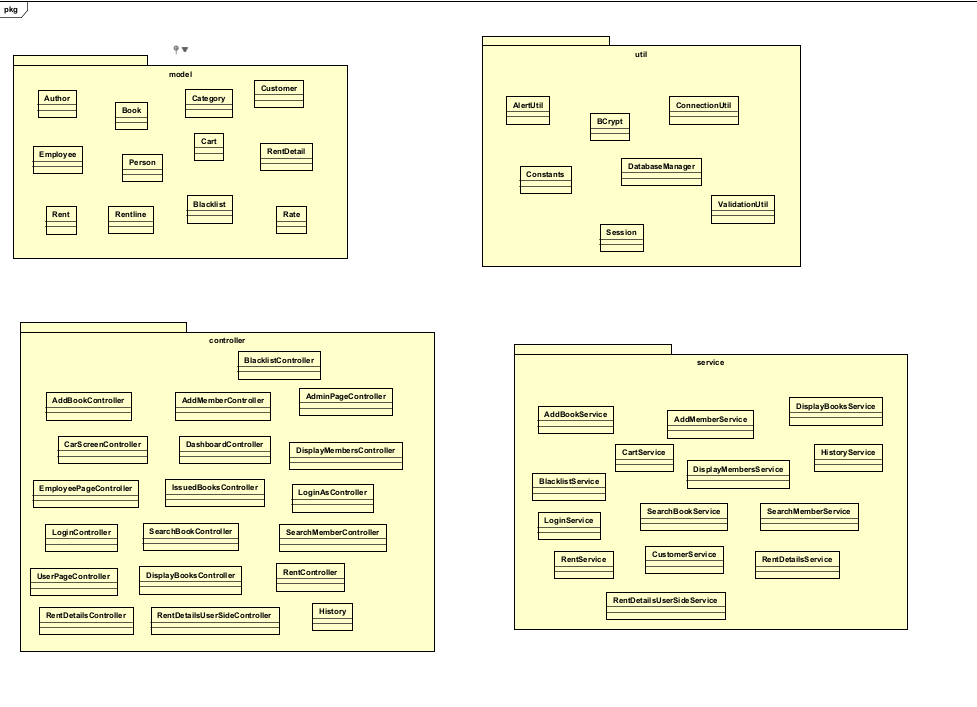 pkg
model
Author
Book
Category
Customer
Employee
Person
Cart
RentDetail
Rent
Rentline
Blacklist
Rate
util
AlertUtil
BCrypt
ConnectionUtil
Constants
DatabaseManager
ValidationUtil
Session
controller
BlacklistController
AddBookController
AddMemberController
AdminPageController
CarScreenController
DashboardController
DisplayMembersController
EmployeePageController
IssuedBooksController
LoginAsController
LoginController
SearchBookController
SearchMemberController
UserPageController
DisplayBooksController
RentController
RentDetailsController
RentDetailsUserSideController
History
service
AddBookService
AddMemberService
DisplayBooksService
CartService
DisplayMembersService
HistoryService
BlacklistService
LoginService
SearchBookService
SearchMemberService
RentService
CustomerService
RentDetailsService
RentDetailsUserSideService